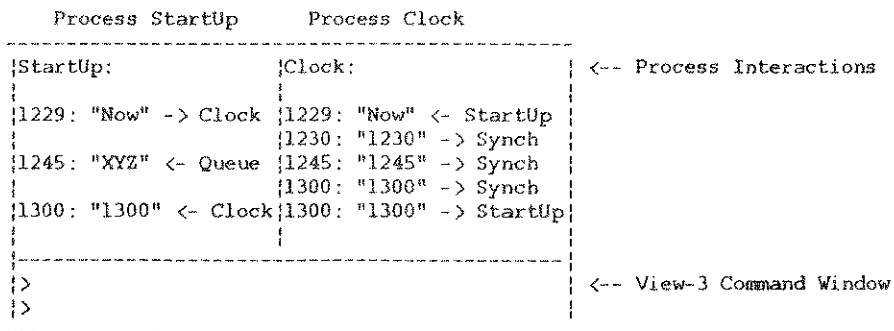 Process StartUp Process Clock
StartUp: Clock: <-- Process Interactions
1229: "Now" -> Clock 1229: "Now" <- StartUp
1230: "1230" -> Synch
1245: "XYZ" <- Queue 1245: "1245" -> Synch
1300: "1300" -> Synch
1300: "1300" <- Clock 1300: "1300" -> StartUp
> <-- View-3 Command Window
>